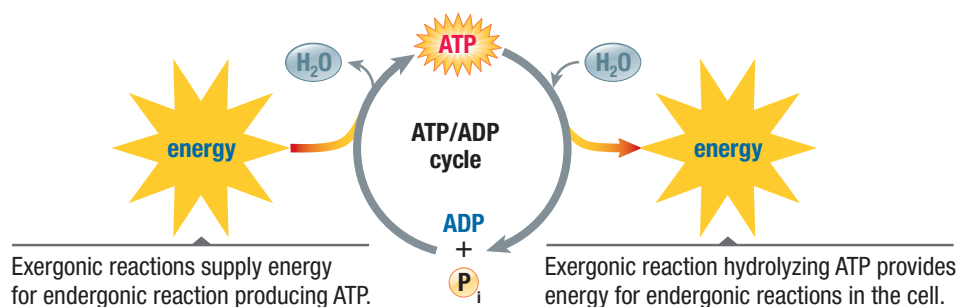 ATP
H₂O
H₂O
energy
ATP/ADP
cycle
energy
ADP
+
Pᵢ
Exergonic reactions supply energy
for endergonic reaction producing ATP.
Exergonic reaction hydrolyzing ATP provides
energy for endergonic reactions in the cell.